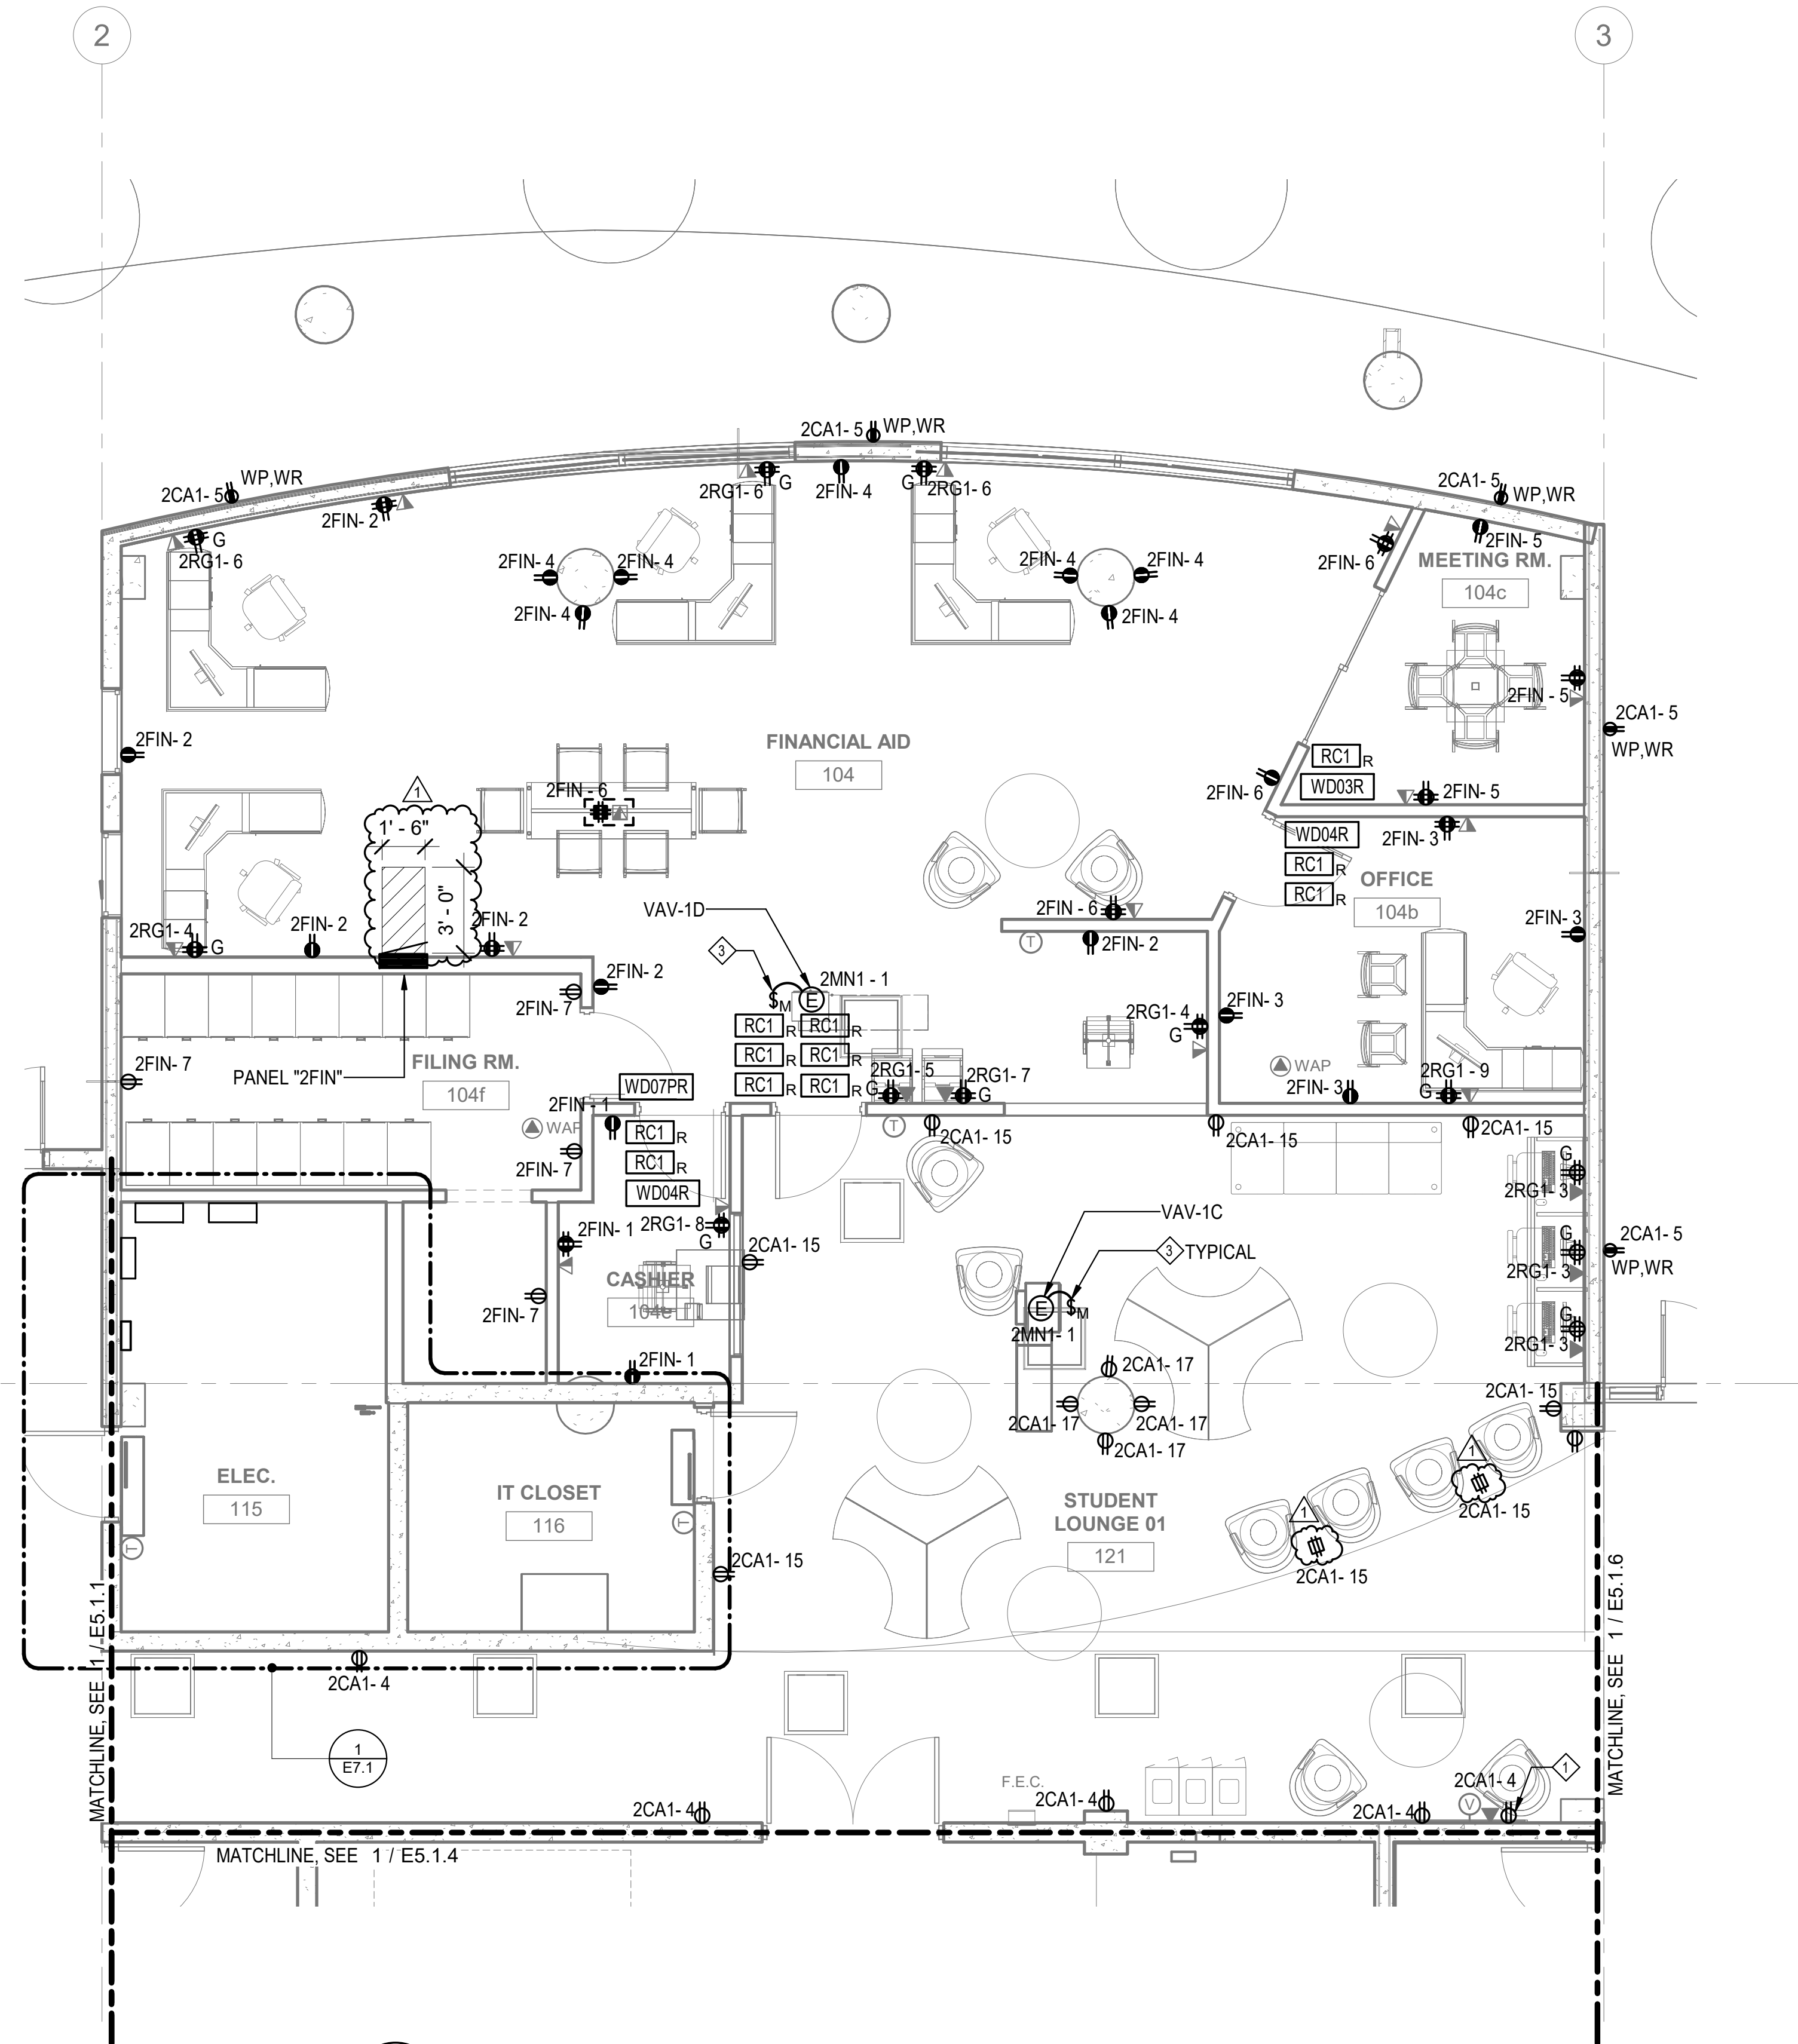 2
3
2CA1- 5
WP,WR
WP,WR
2CA1- 5
2CA1- 5
WP,WR
2FIN- 2
G
2RG1- 6
2RG1- 6
G
2FIN- 4
G
2RG1- 6
2FIN- 5
2FIN- 6
MEETING RM.
104c
2FIN- 4
2FIN- 4
2FIN- 4
2FIN- 4
2FIN- 4
2FIN- 4
2FIN - 5
2CA1- 5
WP,WR
2FIN- 2
FINANCIAL AID
104
RC1
R
WD03R
2FIN- 6
2FIN- 5
2FIN - 6
1
1' - 6"
3' - 0"
WD04R
2FIN- 3
RC1
R
RC1
R
OFFICE
104b
2FIN- 3
2RG1- 4
G
2FIN- 2
2FIN- 2
VAV-1D
3
2FIN - 6
T
2FIN- 2
2FIN- 2
2FIN- 7
$M
E
2MN1 - 1
2RG1- 4
G
2FIN- 3
RC1
R
RC1
R
RC1
R
RC1
R
RC1
R
RC1
R
2FIN- 7
PANEL "2FIN"
FILING RM.
104f
WD07PR
2RG1- 5
G
2RG1- 7
G
WAP
2FIN- 3
2RG1 - 9
G
2FIN - 1
WAP
RC1
R
RC1
R
WD04R
2FIN- 7
T
2CA1- 15
2CA1- 15
2CA1- 15
G
2RG1- 3
2FIN- 1
2RG1- 8
G
2CA1- 15
VAV-1C
3
TYPICAL
G
2RG1- 3
2CA1- 5
WP,WR
CASHIER
104e
2FIN- 7
E
$M
2MN1- 1
G
2RG1- 3
2FIN- 1
2CA1- 17
2CA1- 17
2CA1- 17
2CA1- 17
2CA1- 15
ELEC.
115
T
IT CLOSET
116
T
STUDENT
LOUNGE 01
121
1
2CA1- 15
1
2CA1- 15
2CA1- 15
MATCHLINE, SEE 1 / E5.1.1
MATCHLINE, SEE 1 / E5.1.6
2CA1- 4
1
E7.1
F.E.C.
2CA1- 4
2CA1- 4
2CA1- 4
2CA1- 4
V
1
MATCHLINE, SEE 1 / E5.1.4